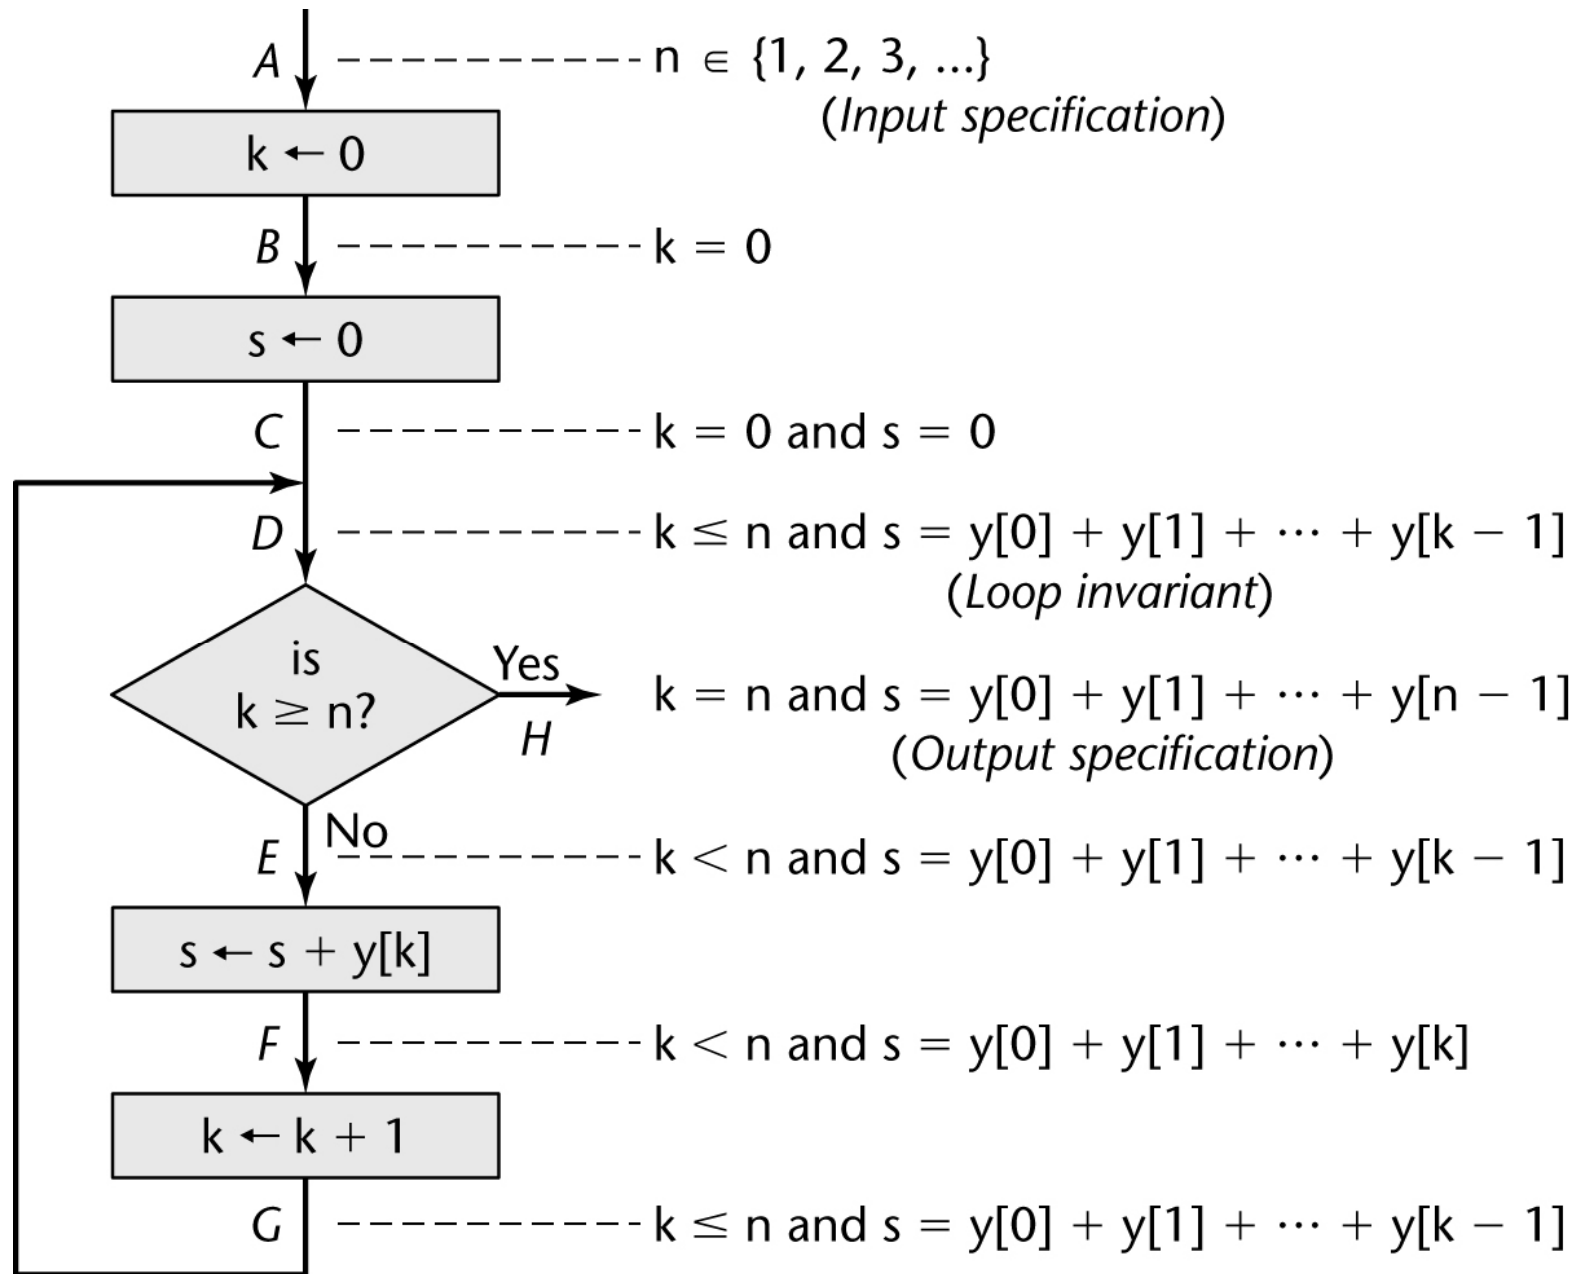 A
n ∈ {1, 2, 3, ...}
(Input specification)
k ← 0
B
k = 0
s ← 0
C
k = 0 and s = 0
D
k ≤ n and s = y[0] + y[1] + ··· + y[k − 1]
(Loop invariant)
is
k ≥ n?
Yes
H
k = n and s = y[0] + y[1] + ··· + y[n − 1]
(Output specification)
No
E
k < n and s = y[0] + y[1] + ··· + y[k − 1]
s ← s + y[k]
F
k < n and s = y[0] + y[1] + ··· + y[k]
k ← k + 1
G
k ≤ n and s = y[0] + y[1] + ··· + y[k − 1]